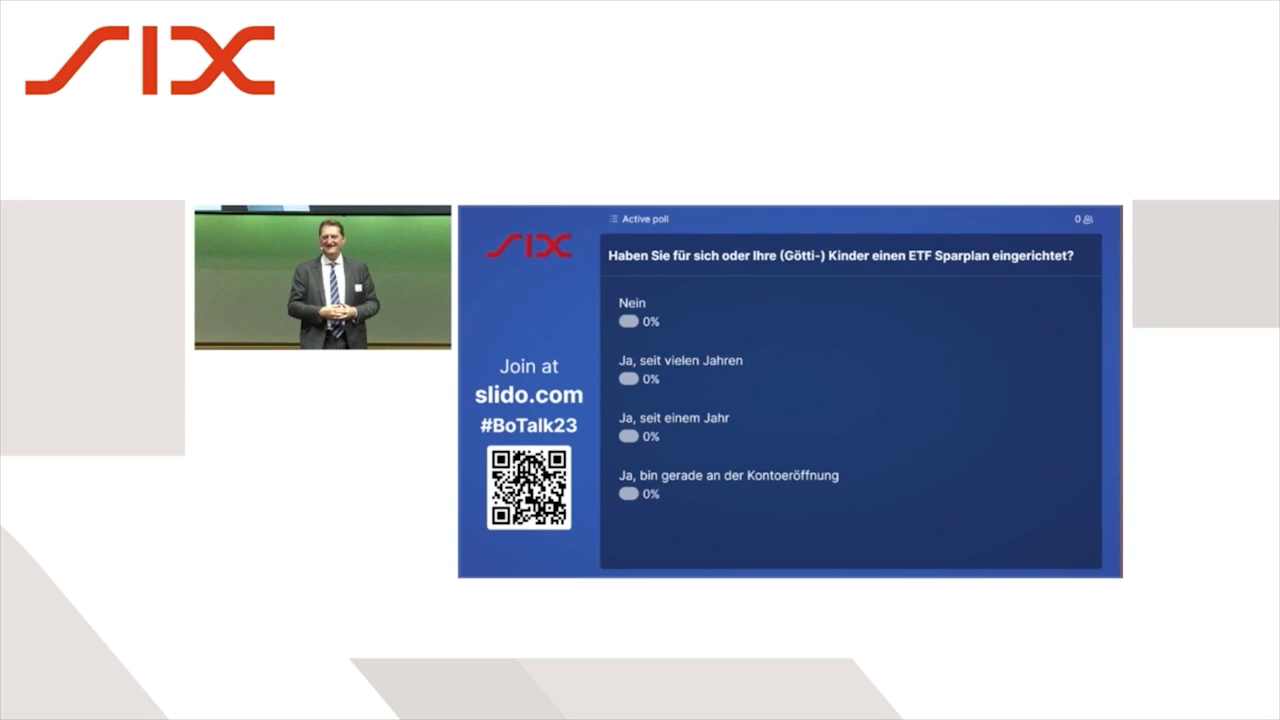 SIX
SIX
Active poll
0
Haben Sie für sich oder Ihre (Götti-) Kinder einen ETF Sparplan eingerichtet?
Nein
0%
Ja, seit vielen Jahren
0%
Ja, seit einem Jahr
0%
Ja, bin gerade an der Kontoeröffnung
0%
Join at
slido.com
#BoTalk23